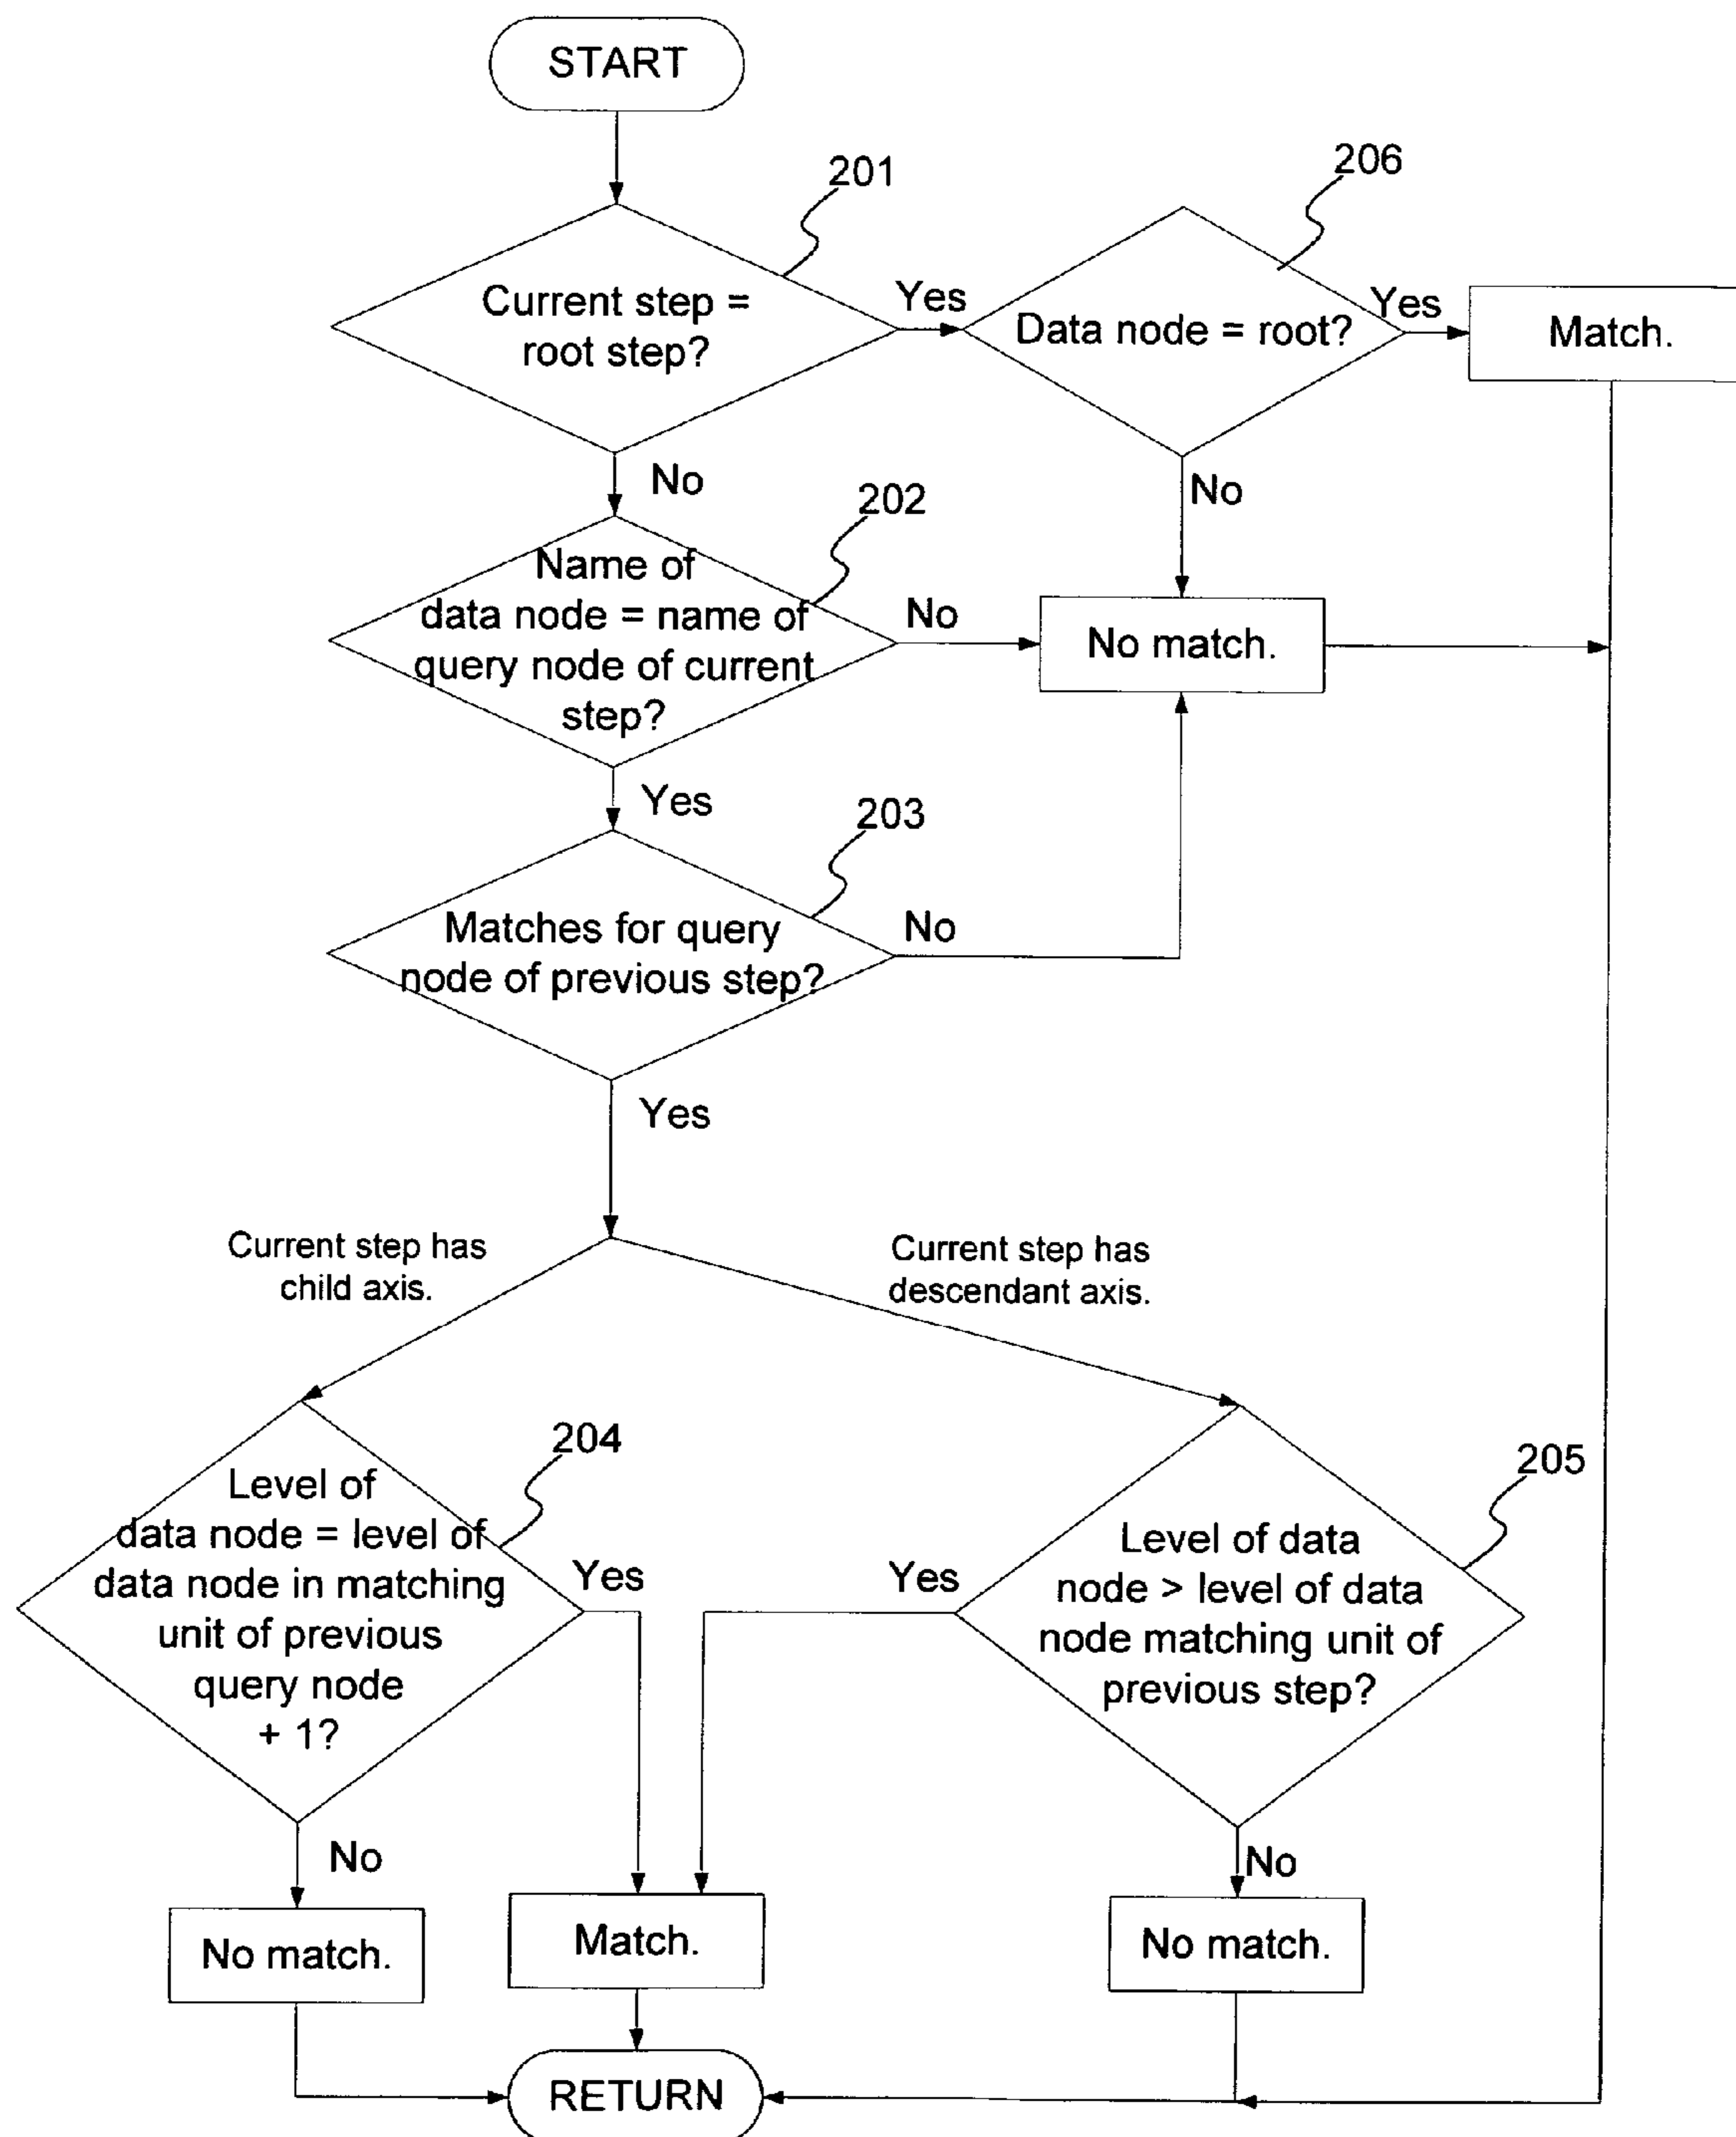 START
201
206
Current step =
root step?
Yes
Data node = root?
Yes
Match.
No
No
202
Name of
data node = name of
query node of current
step?
No
No match.
Yes
203
Matches for query
node of previous step?
No
Yes
Current step has
child axis.
Current step has
descendant axis.
204
Level of
data node = level of
data node in matching
unit of previous
query node
+ 1?
Yes
205
Level of data
node > level of data
node matching unit of
previous step?
Yes
No
No
No match.
Match.
No match.
RETURN